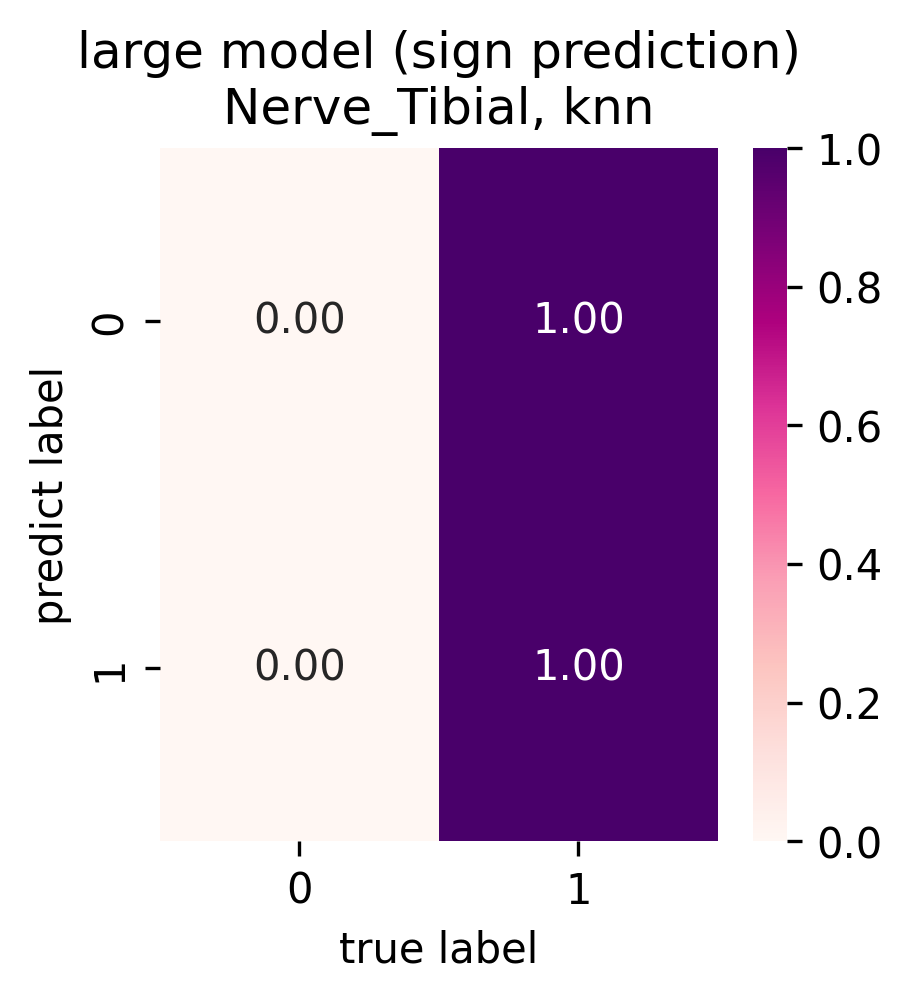 large model (sign prediction)
Nerve_Tibial, knn
1.0
0.8
0.6
0.4
0.2
0.0
predict label
0
1
0.00 1.00
0.00 1.00
0 1
true label